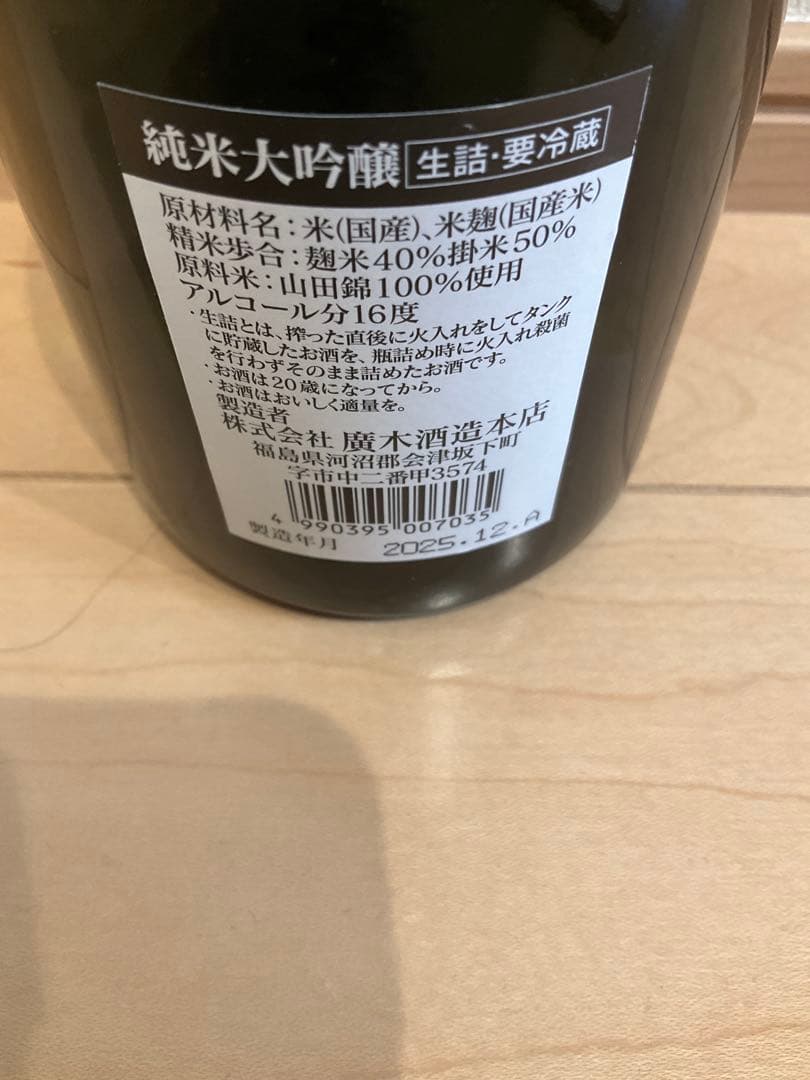 純米大吟醸 生詰・要冷蔵
原材料名：米(国産)、米麹(国産米)
精米歩合：麹米40%掛米50%
原料米：山田錦100%使用
アルコール分16度
・生詰とは、搾った直後に火入れをしてタンク
に貯蔵したお酒を、瓶詰め時に火入れ殺菌
を行わずそのまま詰めたお酒です。
・お酒は20歳になってから。
・お酒はおいしく適量を。
製造者
株式会社 廣木酒造本店
福島県河沼郡会津坂下町
字市中二番甲3574
4 990395 007035
製造年月 2025.12.A